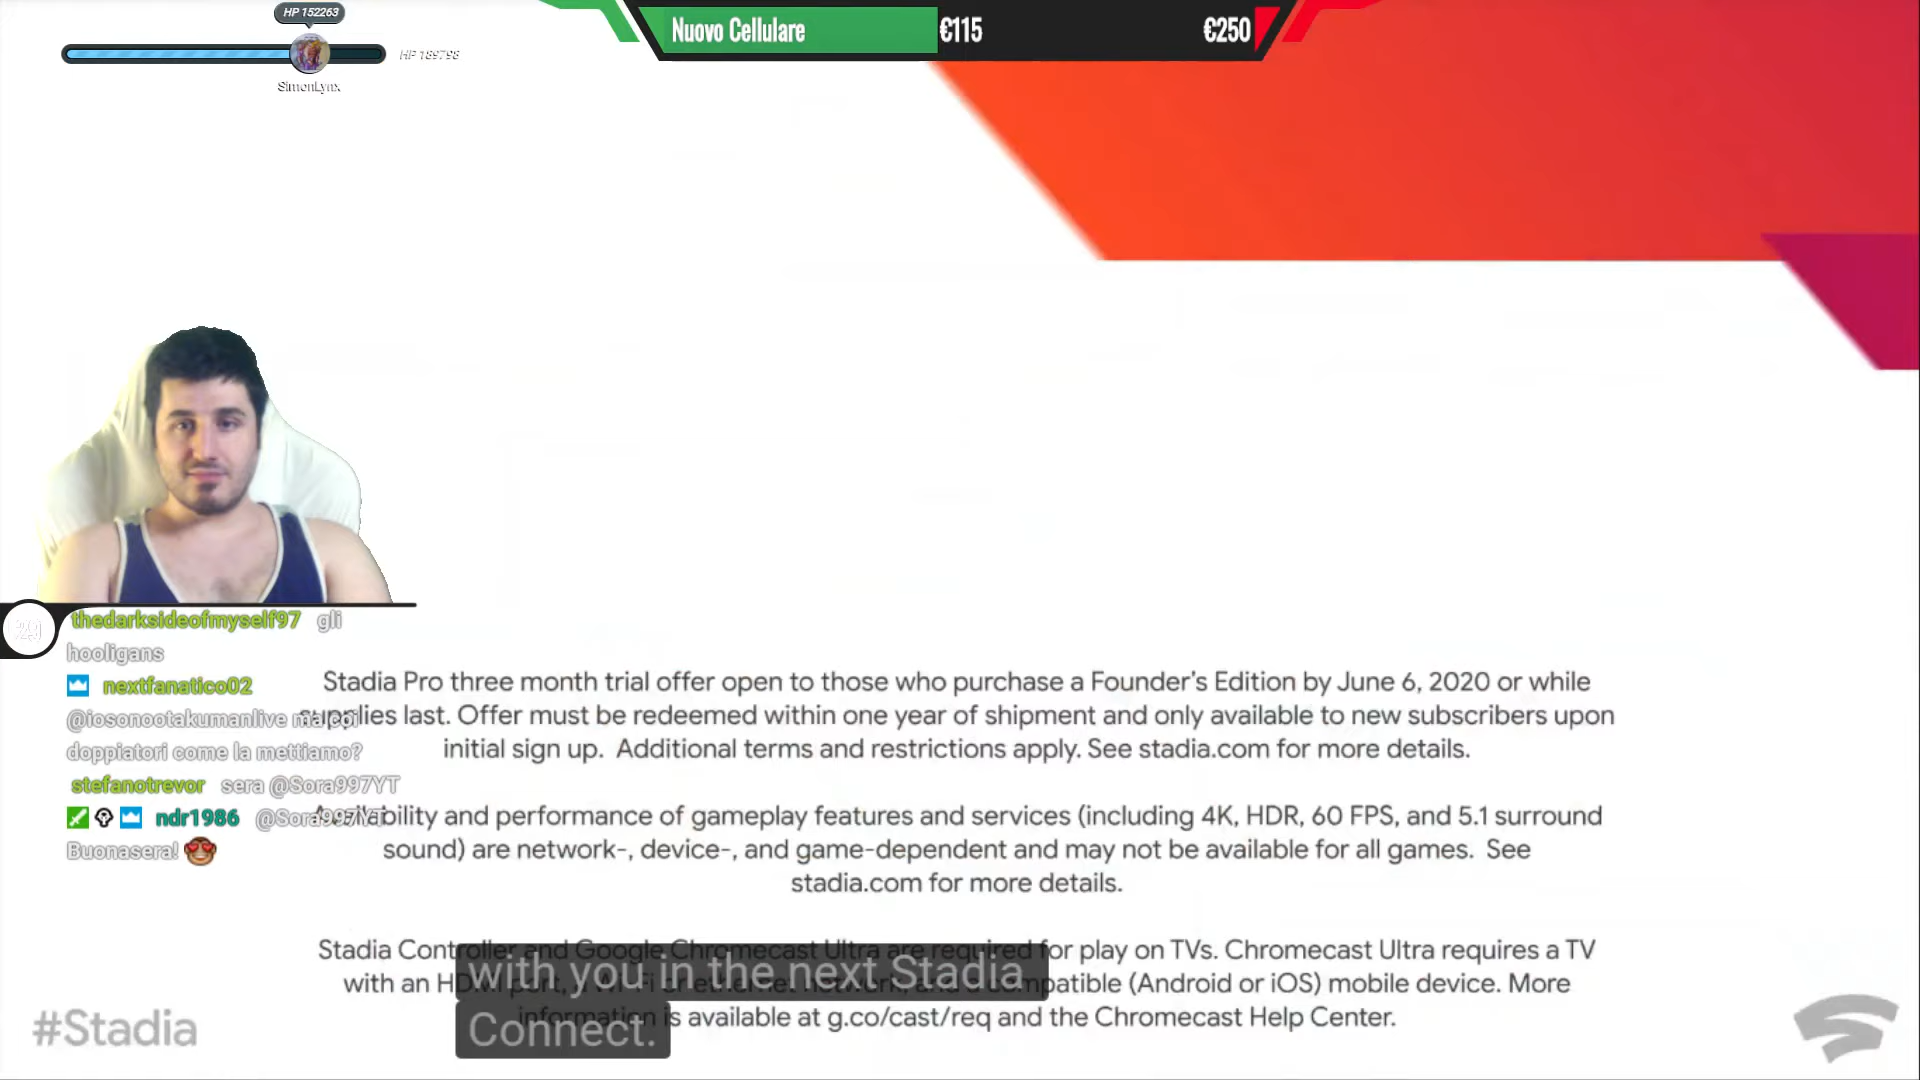 HP 152263
HP 189798
SimonLynx
Nuovo Cellulare €115 €250
thedarksideofmyself97 gli
hooligans
nextfanatico02
@iosonootakumanlive ma poi
doppiatori come la mettiamo?
stefanotrevor sera @Sora997YT
ndr1986 @Sora997YT
Buonasera!
Stadia Pro three month trial offer open to those who purchase a Founder's Edition by June 6, 2020 or while
supplies last. Offer must be redeemed within one year of shipment and only available to new subscribers upon
initial sign up. Additional terms and restrictions apply. See stadia.com for more details.
Availability and performance of gameplay features and services (including 4K, HDR, 60 FPS, and 5.1 surround
sound) are network-, device-, and game-dependent and may not be available for all games. See
stadia.com for more details.
Stadia Controller and Google Chromecast Ultra are required for play on TVs. Chromecast Ultra requires a TV
with an HDMI port, a Wi-Fi or ethernet network, and a compatible (Android or iOS) mobile device. More
information is available at g.co/cast/req and the Chromecast Help Center.
with you in the next Stadia
Connect.
#Stadia